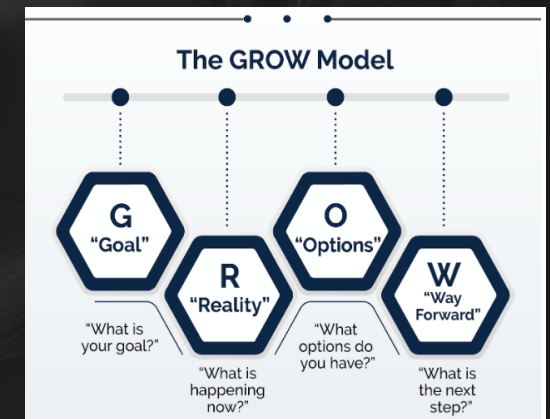 The GROW Model
G
“Goal”
R
“Reality”
O
“Options”
W
“Way
Forward”
“What is
your goal?”
“What is
happening
now?”
“What
options do
you have?”
“What is
the next
step?”